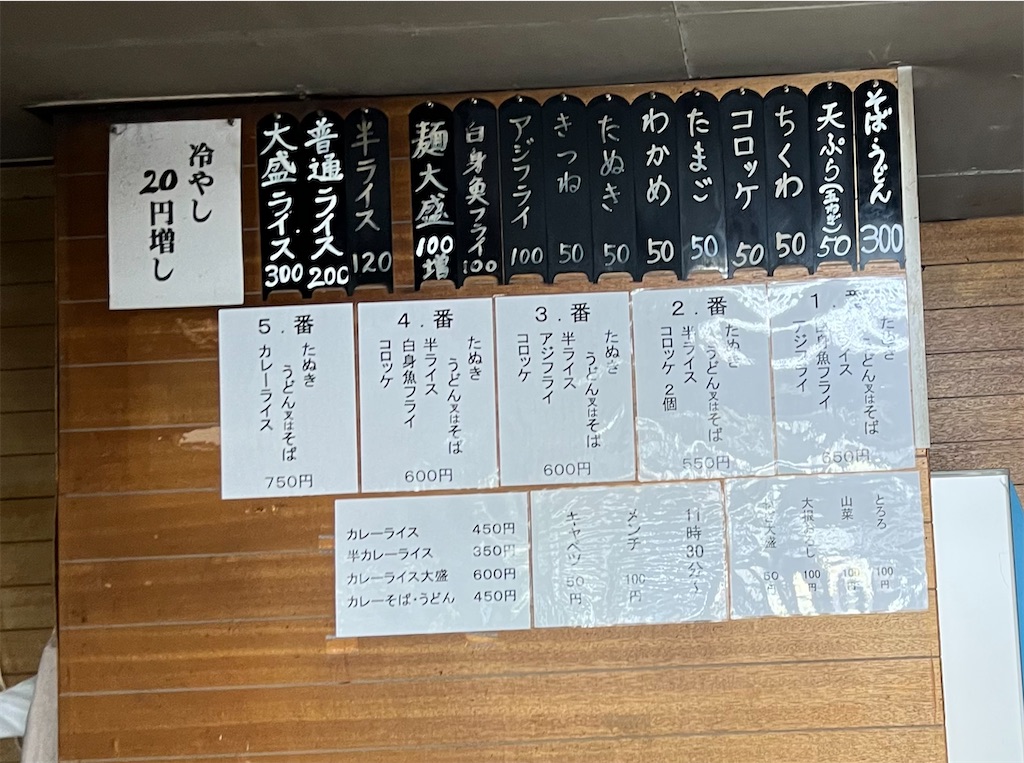 そば・うどん 300
天ぷら(玉ねぎ) 50
ちくわ 50
コロッケ 50
たまご 50
わかめ 50
たぬき 50
きつね 50
アジフライ 100
白身魚フライ 100
麺大盛 100増
半ライス 120
普通ライス 200
大盛ライス 300
冷やし
20円増し
1.番
たぬき
うどん又はそば
半ライス
白身魚フライ
アジフライ
650円
2.番
たぬき
うどん又はそば
半ライス
コロッケ 2個
550円
3.番
たぬき
うどん又はそば
半ライス
アジフライ
コロッケ
600円
4.番
たぬき
うどん又はそば
半ライス
白身魚フライ
コロッケ
600円
5.番
たぬき
うどん又はそば
カレーライス
750円
とろろ 100円
山菜 100円
大根おろし 100円
大盛 50円
11時30分~
メンチ 100円
キャベツ 50円
カレーライス 450円
半カレーライス 350円
カレーライス大盛 600円
カレーそば・うどん 450円